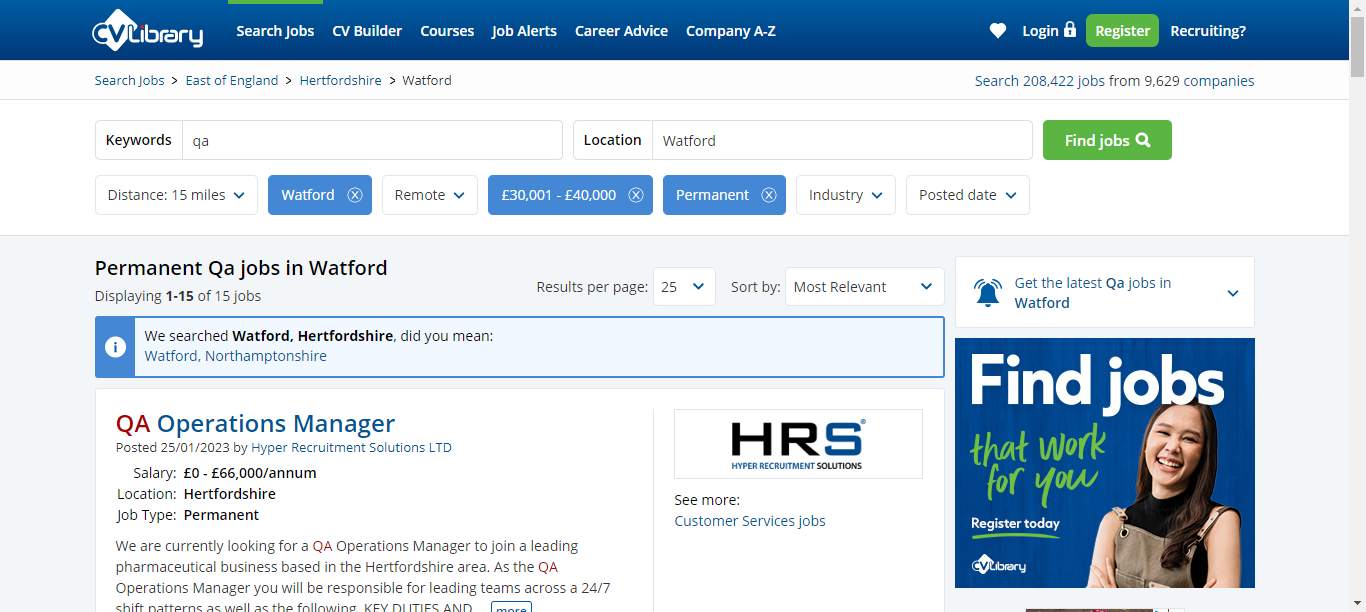 CVLibrary
Search Jobs CV Builder Courses Job Alerts Career Advice Company A-Z Login Register Recruiting?
Search Jobs > East of England > Hertfordshire > Watford
Search 208,422 jobs from 9,629 companies
Keywords qa Location Watford Find jobs
Distance: 15 miles Watford Remote £30,001 - £40,000 Permanent Industry Posted date
Permanent Qa jobs in Watford
Displaying 1-15 of 15 jobs
Results per page: 25 Sort by: Most Relevant
We searched Watford, Hertfordshire, did you mean:
Watford, Northamptonshire
QA Operations Manager
Posted 25/01/2023 by Hyper Recruitment Solutions LTD
Salary: £0 - £66,000/annum
Location: Hertfordshire
Job Type: Permanent
We are currently looking for a QA Operations Manager to join a leading
pharmaceutical business based in the Hertfordshire area. As the QA
Operations Manager you will be responsible for leading teams across a 24/7
shift patterns as well as the following. KEY DUTIES AND... more
HRS®
HYPER RECRUITMENT SOLUTIONS
See more:
Customer Services jobs
Get the latest Qa jobs in
Watford
Find jobs
that work
for you
Register today
CVLibrary